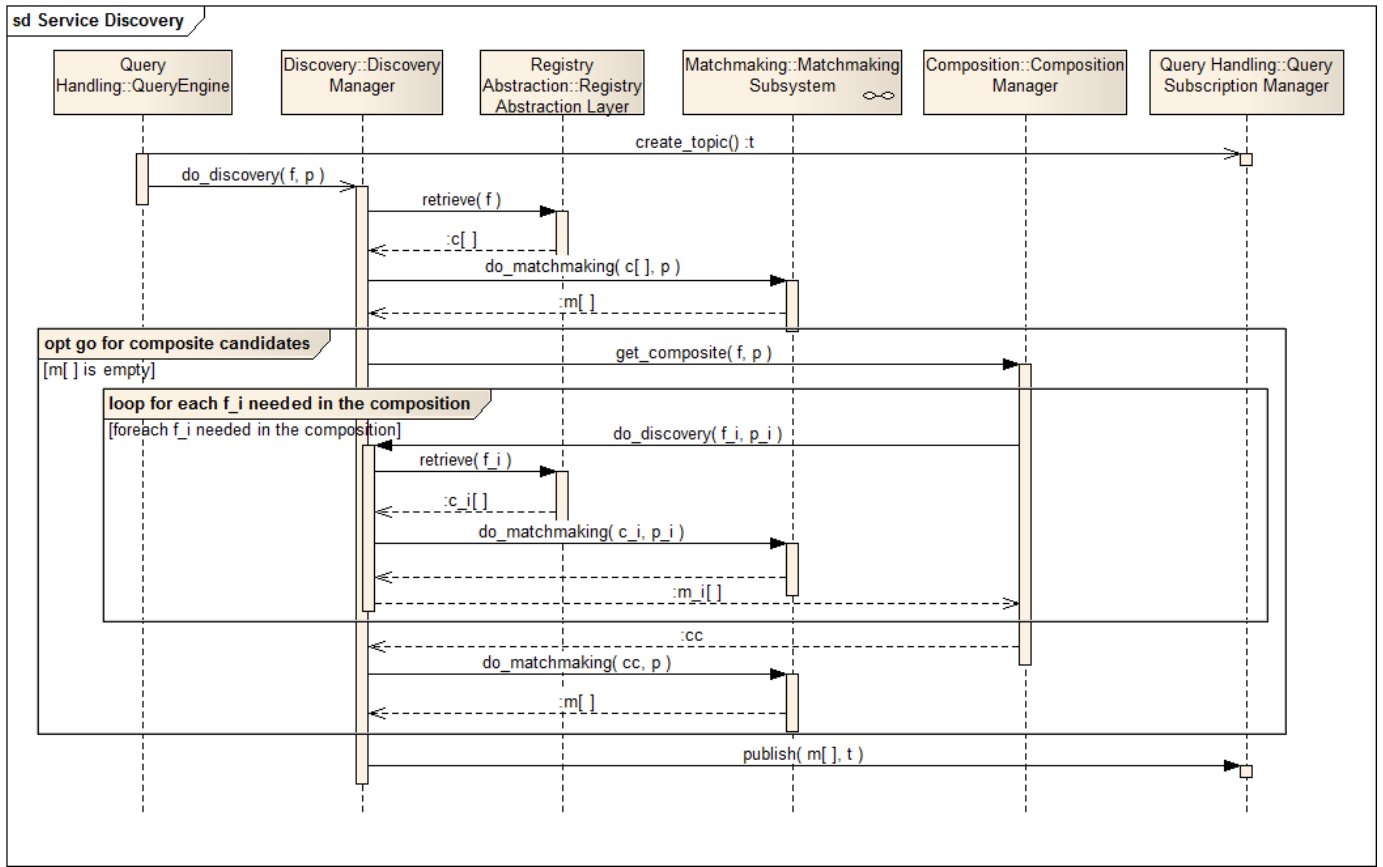 sd Service Discovery
Query
Handling::QueryEngine
Discovery::Discovery
Manager
Registry
Abstraction::Registry
Abstraction Layer
Matchmaking::Matchmaking
Subsystem
Composition::Composition
Manager
Query Handling::Query
Subscription Manager
create_topic() :t
do_discovery( f, p )
retrieve( f )
:c[ ]
do_matchmaking( c[ ], p )
:m[ ]
opt go for composite candidates
[m[ ] is empty]
get_composite( f, p )
loop for each f_i needed in the composition
[foreach f_i needed in the composition]
do_discovery( f_i, p_i )
retrieve( f_i )
:c_i[ ]
do_matchmaking( c_i, p_i )
:m_i[ ]
:cc
do_matchmaking( cc, p )
:m[ ]
publish( m[ ], t )